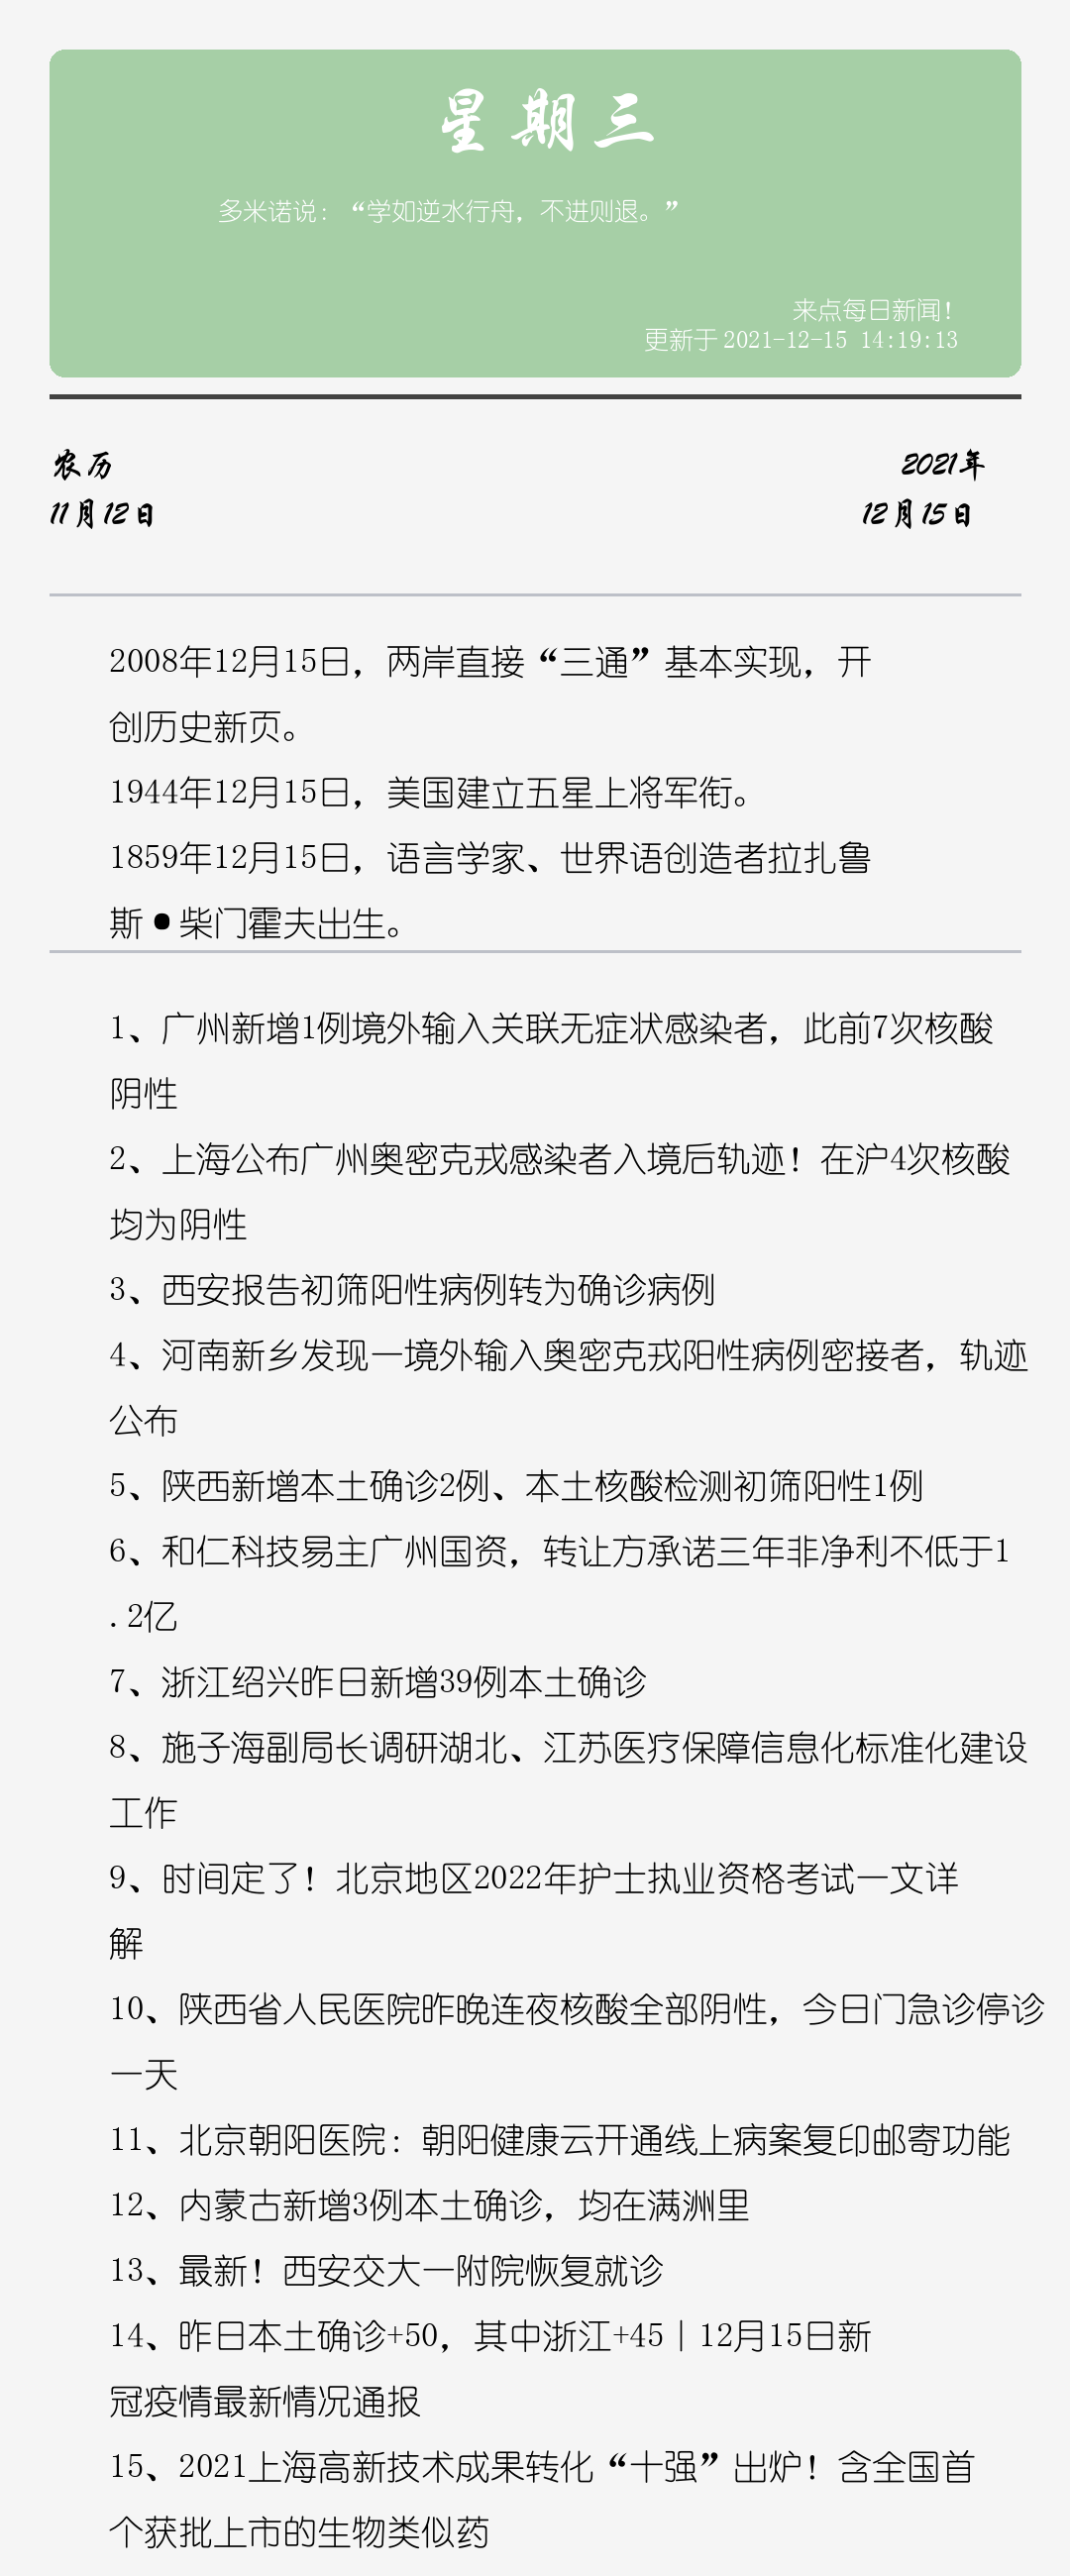 星期三
多米诺说：“学如逆水行舟，不进则退。”
来点每日新闻！
更新于2021-12-15 14:19:13
农历
11月12日
2021年
12月15日
2008年12月15日，两岸直接“三通”基本实现，开
创历史新页。
1944年12月15日，美国建立五星上将军衔。
1859年12月15日，语言学家、世界语创造者拉扎鲁
斯•柴门霍夫出生。
1、广州新增1例境外输入关联无症状感染者，此前7次核酸
阴性
2、上海公布广州奥密克戎感染者入境后轨迹！在沪4次核酸
均为阴性
3、西安报告初筛阳性病例转为确诊病例
4、河南新乡发现一境外输入奥密克戎阳性病例密接者，轨迹
公布
5、陕西新增本土确诊2例、本土核酸检测初筛阳性1例
6、和仁科技易主广州国资，转让方承诺三年非净利不低于1
.2亿
7、浙江绍兴昨日新增39例本土确诊
8、施子海副局长调研湖北、江苏医疗保障信息化标准化建设
工作
9、时间定了！北京地区2022年护士执业资格考试一文详
解
10、陕西省人民医院昨晚连夜核酸全部阴性，今日门急诊停诊
一天
11、北京朝阳医院：朝阳健康云开通线上病案复印邮寄功能
12、内蒙古新增3例本土确诊，均在满洲里
13、最新！西安交大一附院恢复就诊
14、昨日本土确诊+50，其中浙江+45丨12月15日新
冠疫情最新情况通报
15、2021上海高新技术成果转化“十强”出炉！含全国首
个获批上市的生物类似药